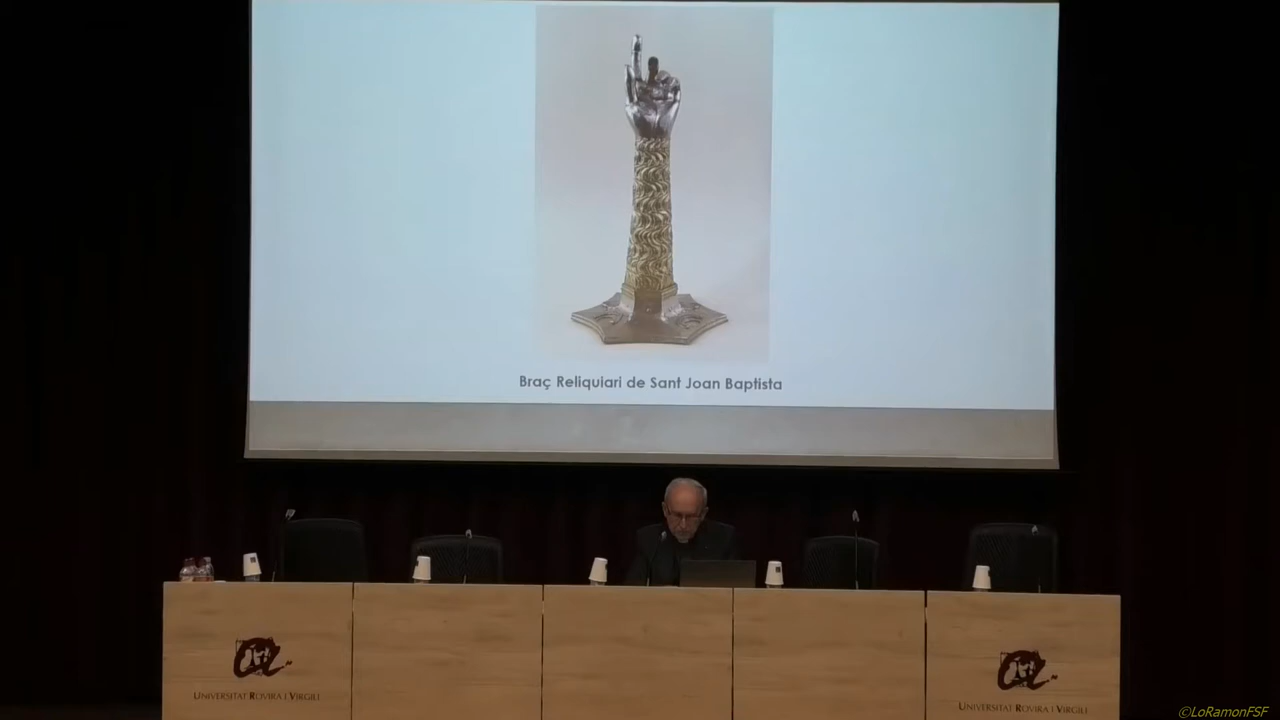 Braç Reliquiari de Sant Joan Baptista
UNIVERSITAT ROVIRA I VIRGILI
UNIVERSITAT ROVIRA I VIRGILI
©LoRamonFSF